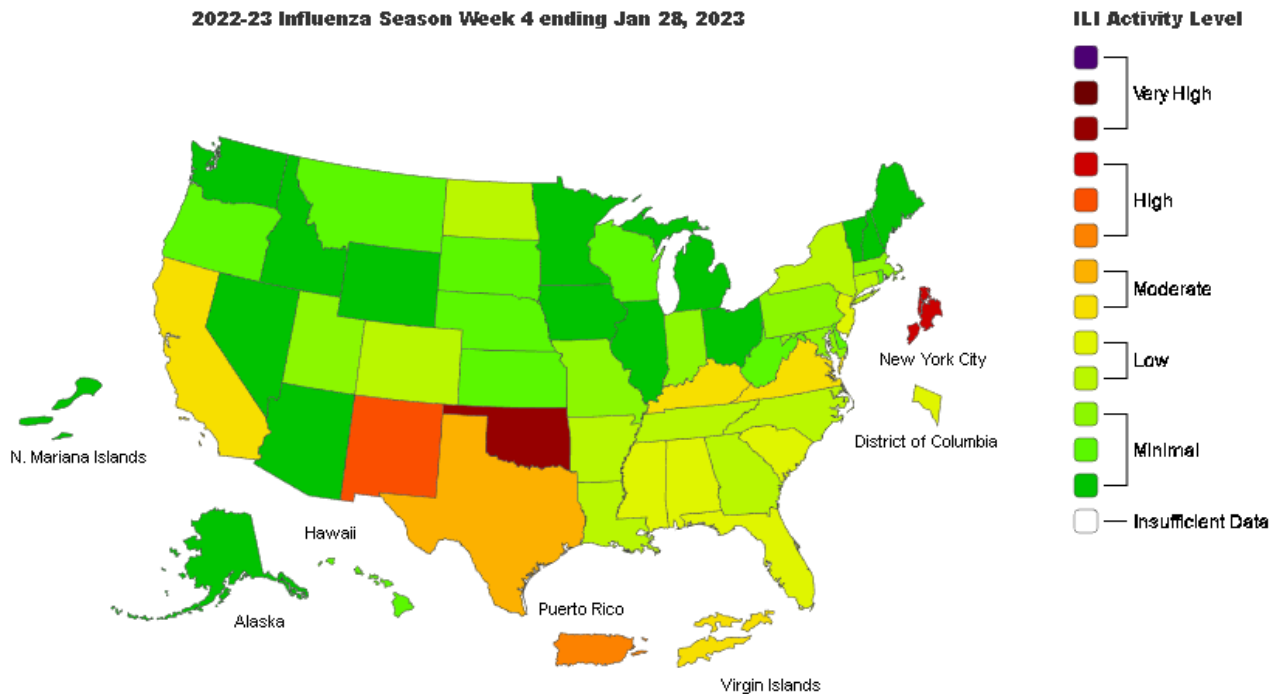 2022-23 Influenza Season Week 4 ending Jan 28, 2023
ILI Activity Level
Very High
High
Moderate
Low
Minimal
Insufficient Data
New York City
District of Columbia
N. Mariana Islands
Hawaii
Alaska
Puerto Rico
Virgin Islands